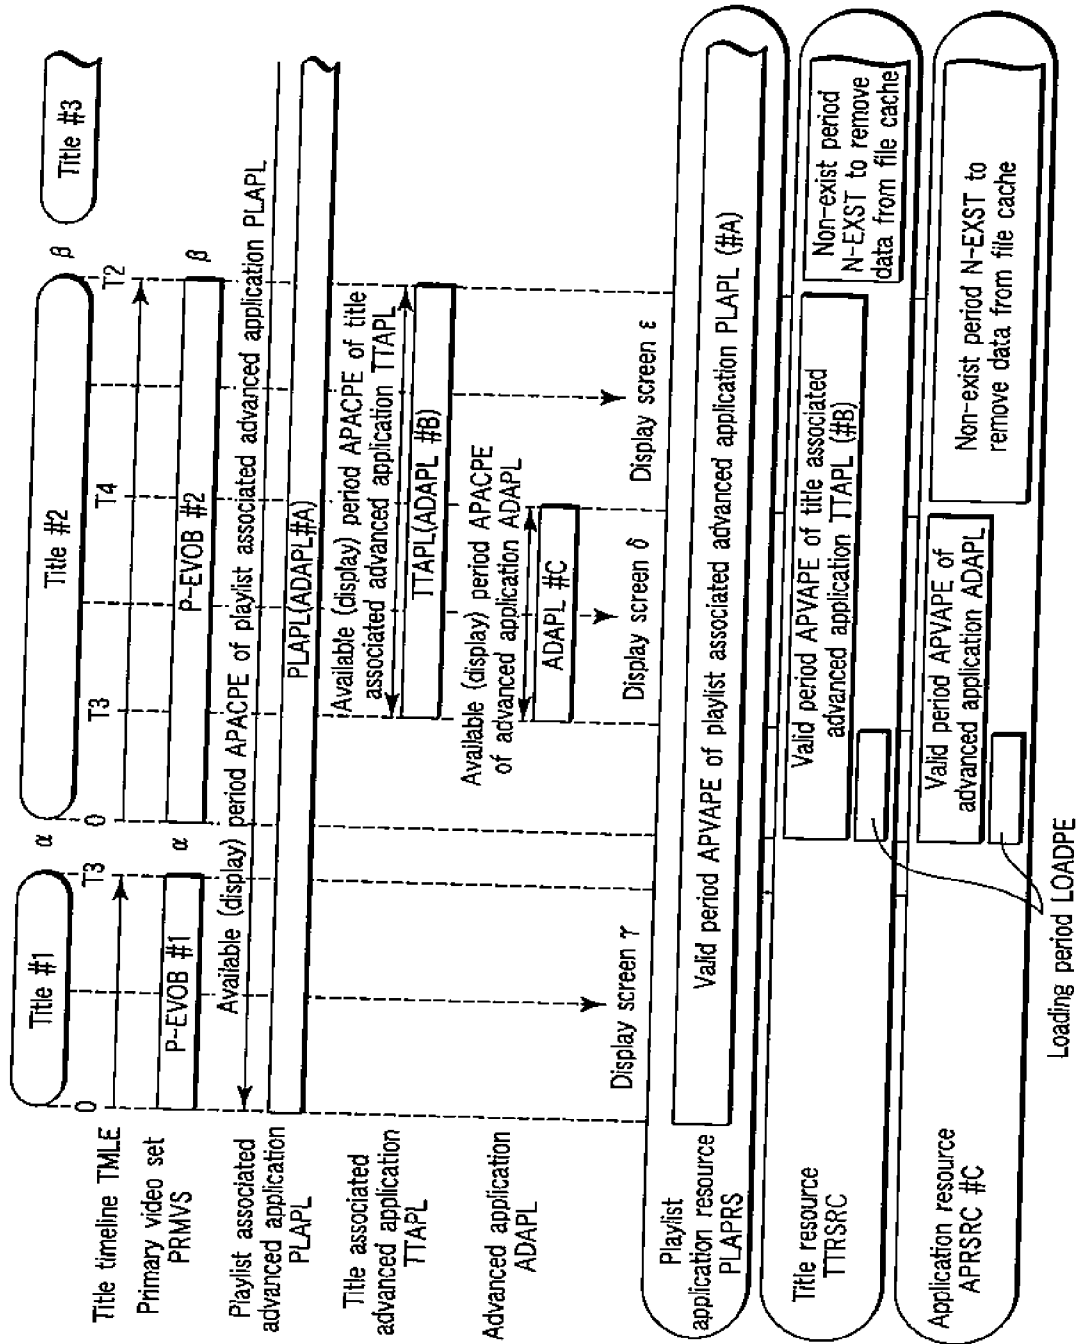 Title #1
α
Title #2
β
Title #3
Title timeline TMLE
0
T3
0
T3
T4
T2
Primary video set
PRMVS
P-EVOB #1
α
P-EVOB #2
β
Available (display) period APACPE of playlist associated advanced application PLAPL
Playlist associated
advanced application
PLAPL
PLAPL(ADAPL#A)
Available (display) period APACPE of title
associated advanced application TTAPL
Title associated
advanced application
TTAPL
TTAPL(ADAPL #B)
Available (display) period APACPE
of advanced application ADAPL
Advanced application
ADAPL
ADAPL #C
Display screen γ
Display screen δ
Display screen ε
Playlist
application resource
PLAPRS
Valid period APVAPE of playlist associated advanced application PLAPL (#A)
Title resource
TTRSRC
Valid period APVAPE of title associated
advanced application TTAPL (#B)
Non-exist period
N-EXST to remove
data from file cache
Application resource
APRSRC #C
Valid period APVAPE of
advanced application ADAPL
Non-exist period N-EXST to
remove data from file cache
Loading period LOADPE